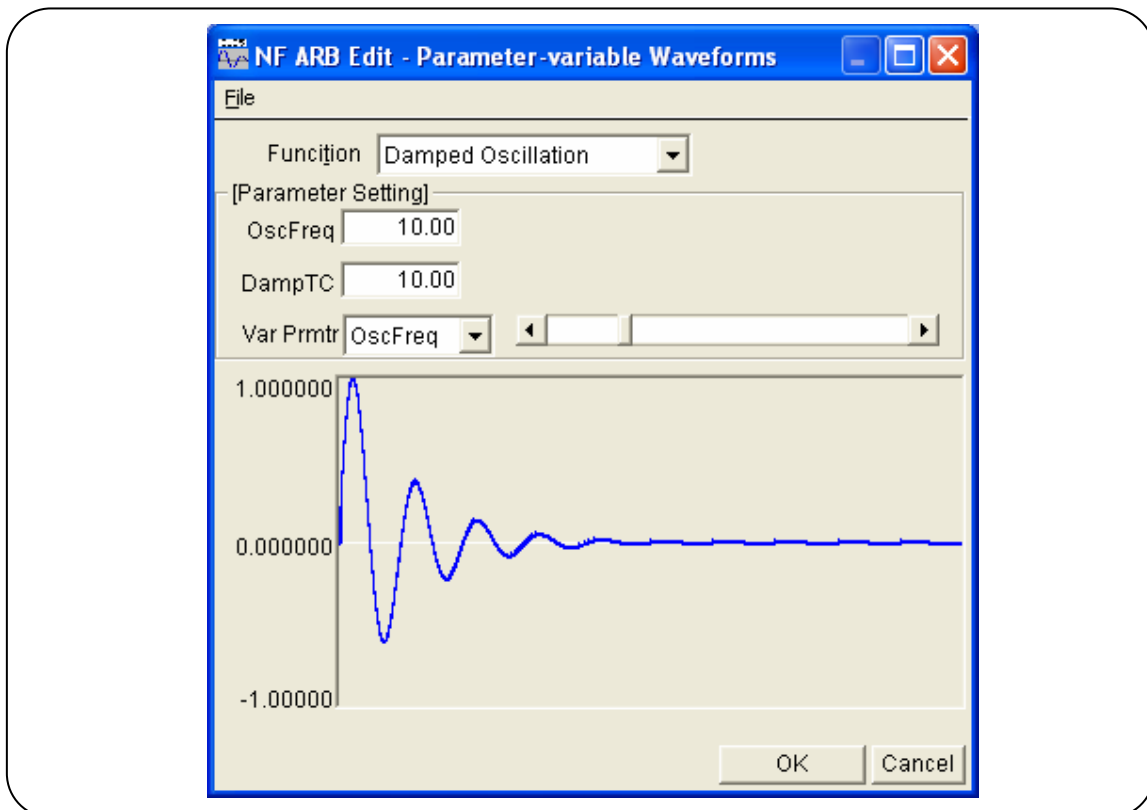 NF ARB Edit - Parameter-variable Waveforms
File
Funcition Damped Oscillation
[Parameter Setting]
OscFreq 10.00
DampTC 10.00
Var Prmtr OscFreq
1.000000
0.000000
-1.00000
OK Cancel